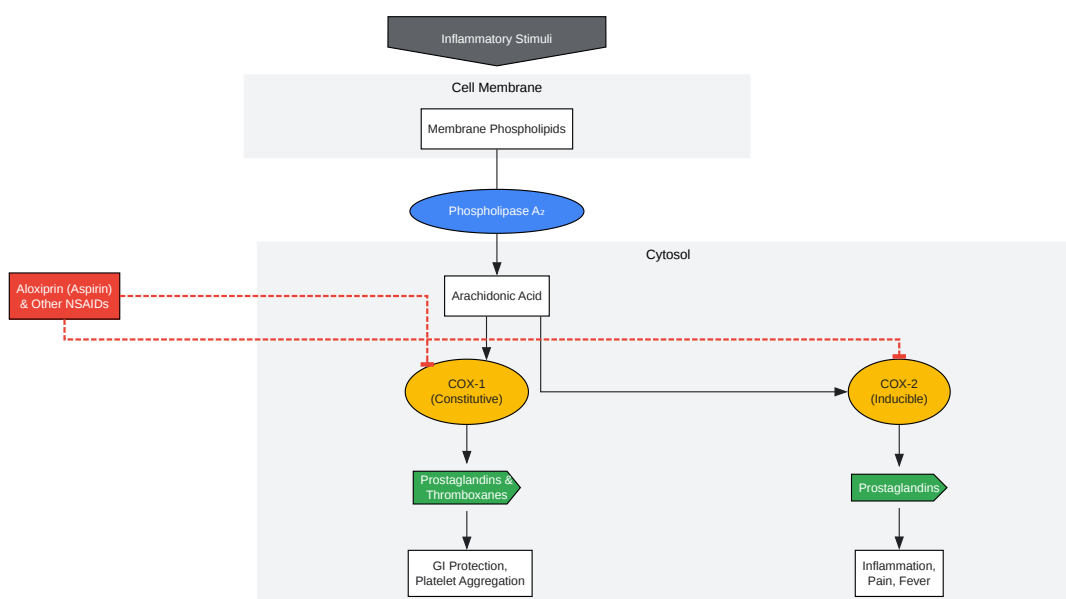 Inflammatory Stimuli
Cell Membrane
Membrane Phospholipids
Phospholipase A₂
Cytosol
Aloxiprin (Aspirin)
& Other NSAIDs
Arachidonic Acid
COX-1
(Constitutive)
COX-2
(Inducible)
Prostaglandins &
Thromboxanes
Prostaglandins
GI Protection,
Platelet Aggregation
Inflammation,
Pain, Fever